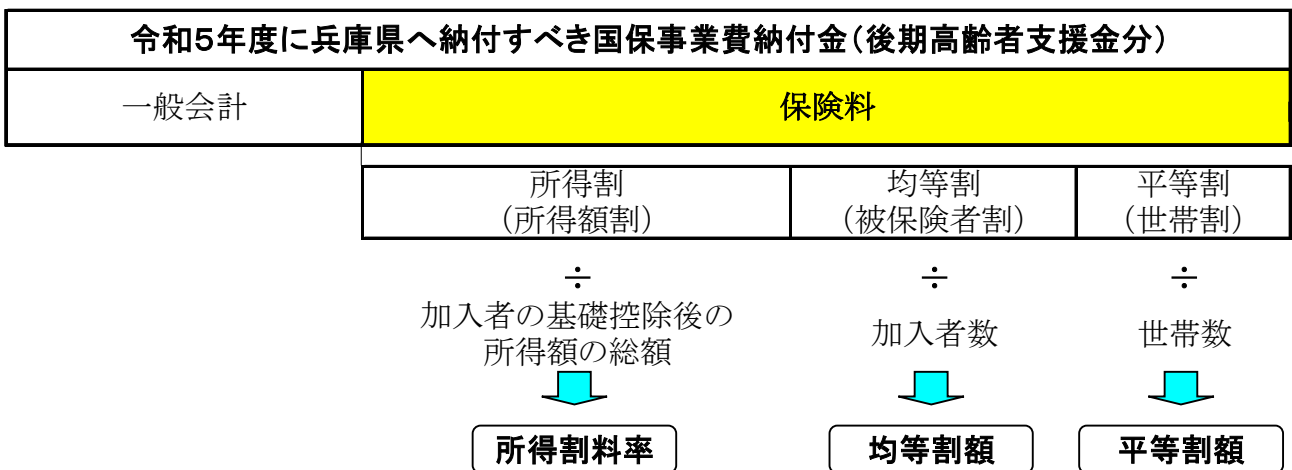 令和5年度に兵庫県へ納付すべき国保事業費納付金(後期高齢者支援金分)
一般会計
保険料
所得割
(所得額割)
均等割
(被保険者割)
平等割
(世帯割)
÷
÷
÷
加入者の基礎控除後の
所得額の総額
加入者数
世帯数
所得割料率
均等割額
平等割額